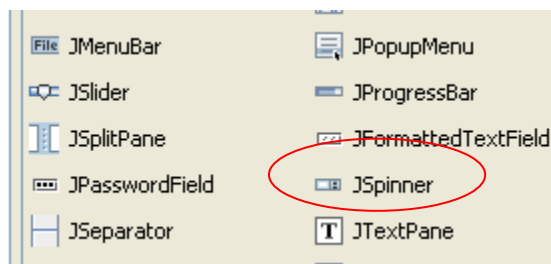 File JMenuBar JPopupMenu
JSlider JProgressBar
JSplitPane JFormattedTextField
JPasswordField JSpinner
JSeparator T JTextPane